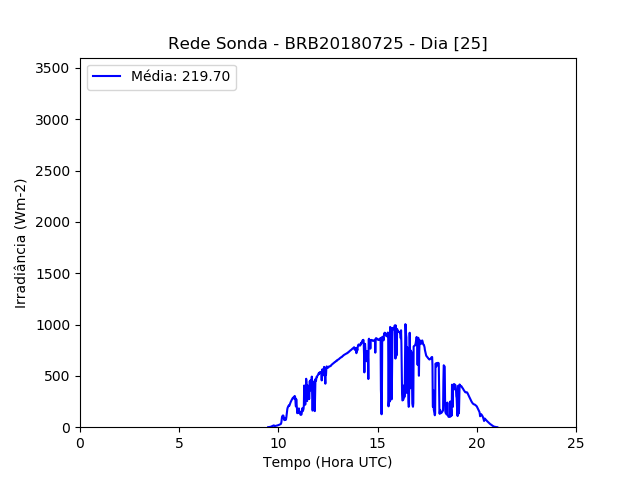 Rede Sonda - BRB20180725 - Dia [25]
Média: 219.70
3500
3000
2500
2000
1500
1000
500
0
Irradiância (Wm-2)
0 5 10 15 20 25
Tempo (Hora UTC)